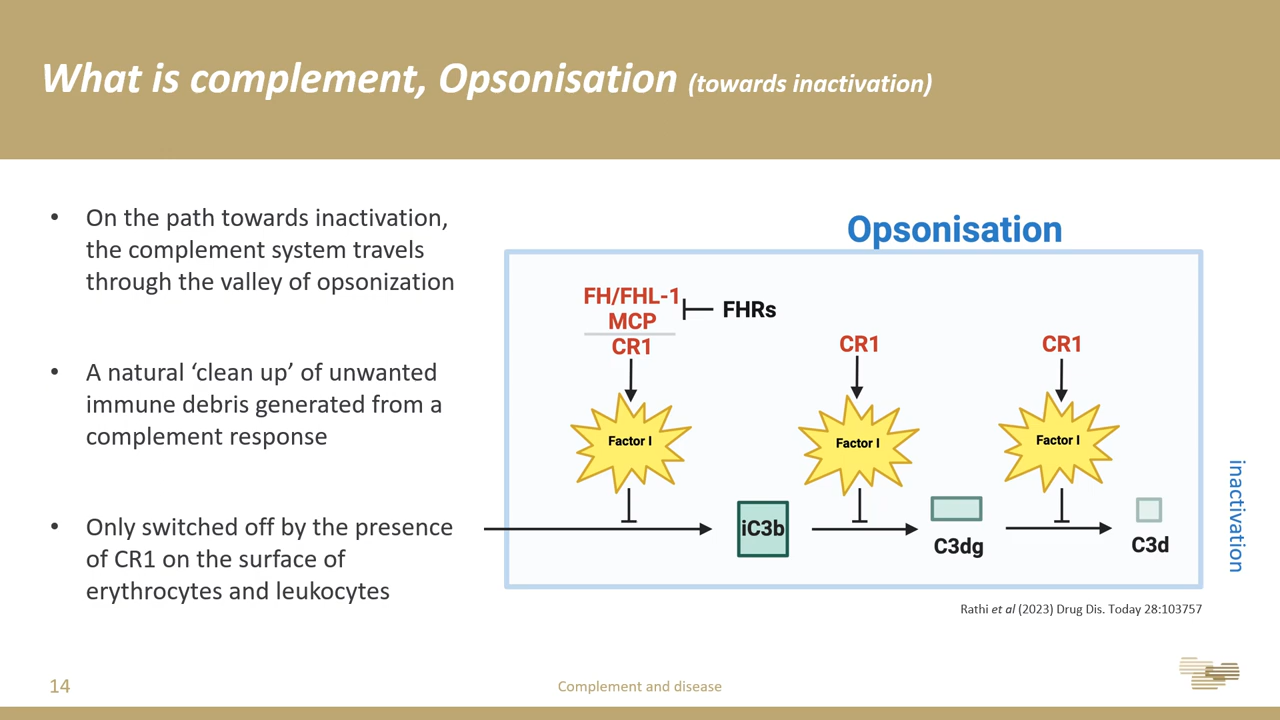 What is complement, Opsonisation (towards inactivation)
• On the path towards inactivation,
the complement system travels
through the valley of opsonization
• A natural ‘clean up’ of unwanted
immune debris generated from a
complement response
• Only switched off by the presence
of CR1 on the surface of
erythrocytes and leukocytes
Opsonisation
FH/FHL-1
MCP
CR1
FHRs
CR1
CR1
Factor I
Factor I
Factor I
iC3b
C3dg
C3d
inactivation
Rathi et al (2023) Drug Dis. Today 28:103757
14
Complement and disease